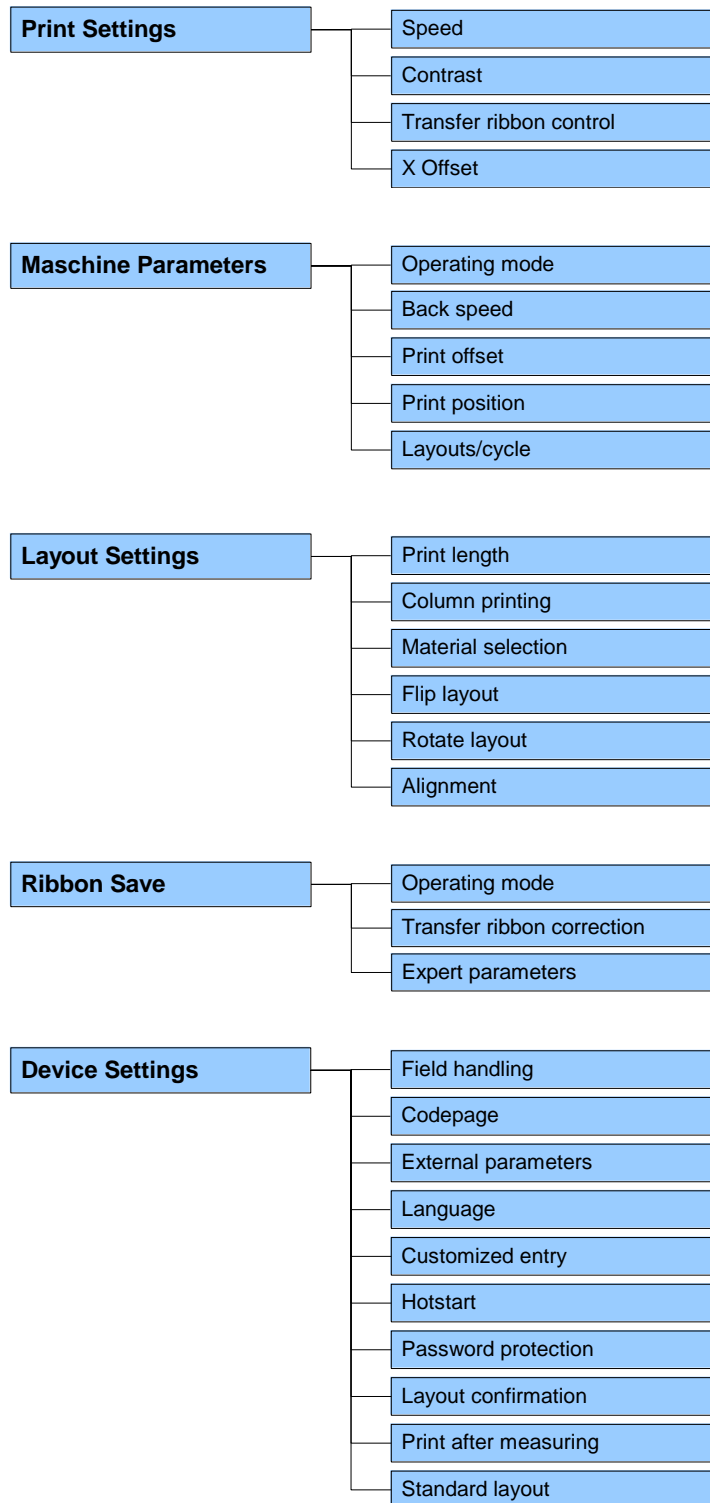 Print Settings
Speed
Contrast
Transfer ribbon control
X Offset
Maschine Parameters
Operating mode
Back speed
Print offset
Print position
Layouts/cycle
Layout Settings
Print length
Column printing
Material selection
Flip layout
Rotate layout
Alignment
Ribbon Save
Operating mode
Transfer ribbon correction
Expert parameters
Device Settings
Field handling
Codepage
External parameters
Language
Customized entry
Hotstart
Password protection
Layout confirmation
Print after measuring
Standard layout